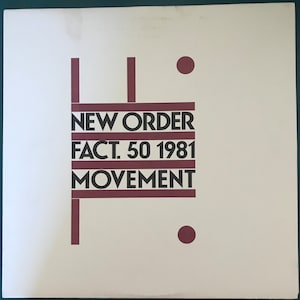 NEW ORDER
FACT. 50 1981
MOVEMENT